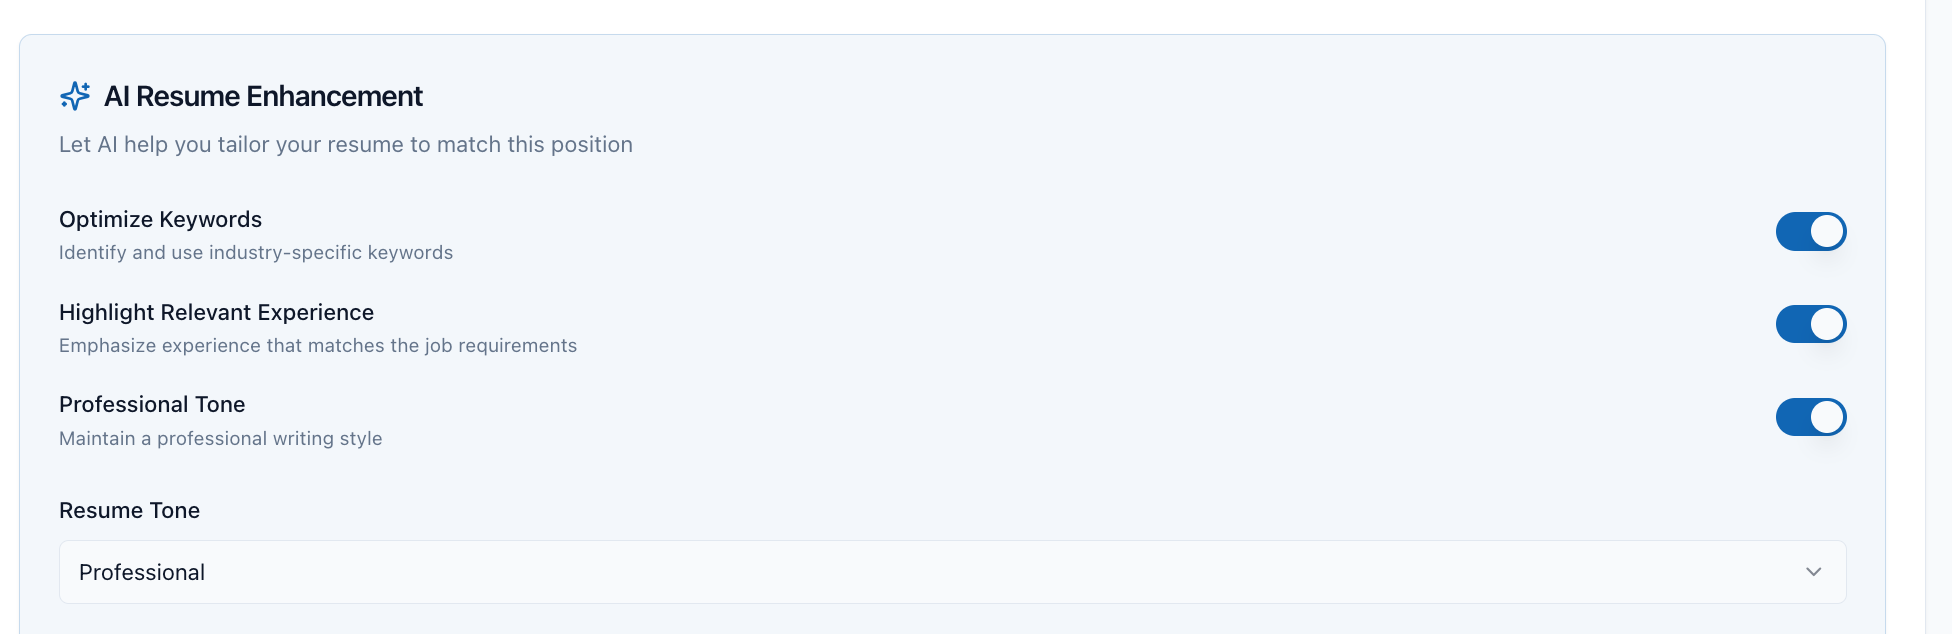 AI Resume Enhancement
Let AI help you tailor your resume to match this position
Optimize Keywords
Identify and use industry-specific keywords
Highlight Relevant Experience
Emphasize experience that matches the job requirements
Professional Tone
Maintain a professional writing style
Resume Tone
Professional